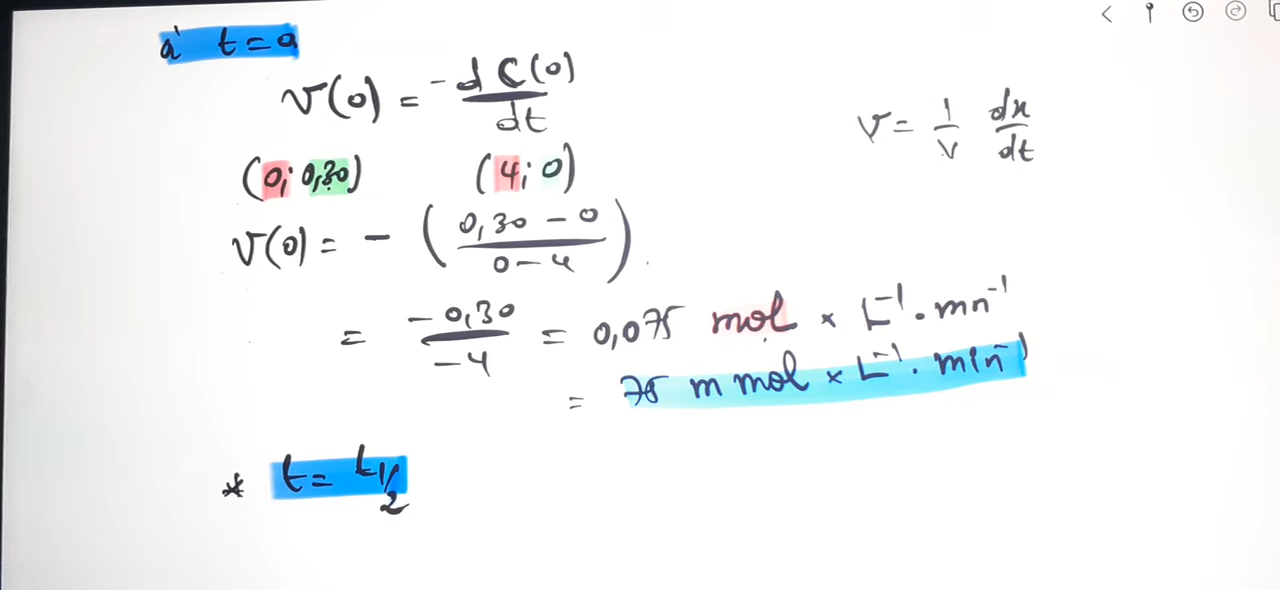 à t=0
v(0) = -dC(0)/dt
v = 1/V dx/dt
(0; 0,30) (4; 0)
v(0) = - ( 0,30 - 0 / 0 - 4 ).
= -0,30 / -4 = 0,075 mol × L⁻¹ . mn⁻¹
= 75 m mol × L⁻¹ . min⁻¹
* t = t1/2